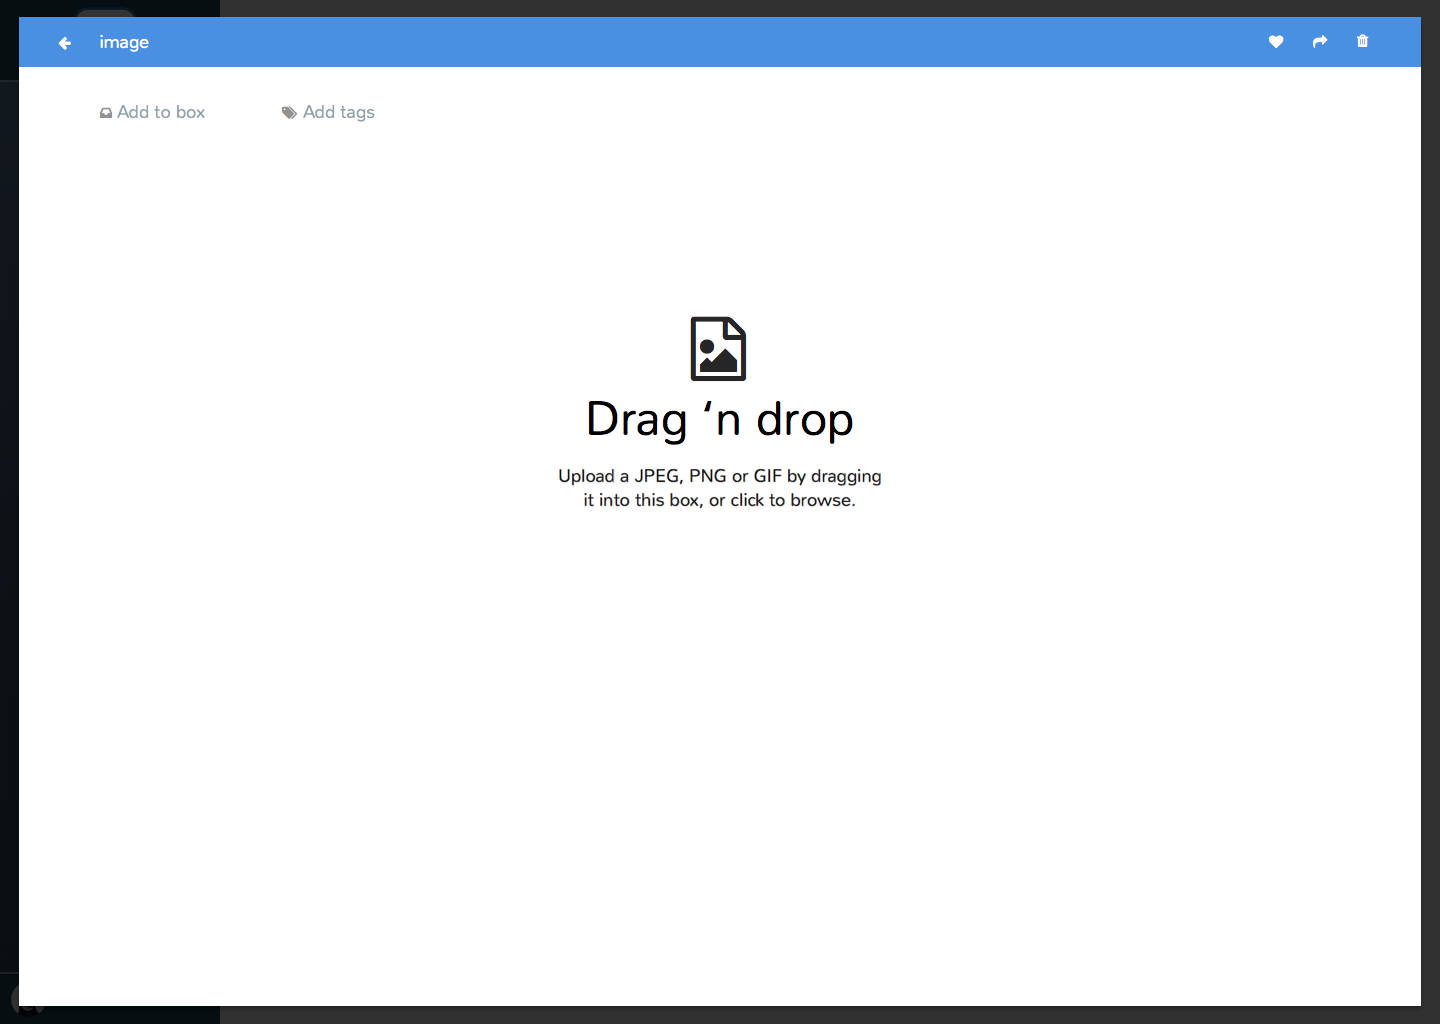 image
Add to box
Add tags
Drag ‘n drop
Upload a JPEG, PNG or GIF by dragging
it into this box, or click to browse.